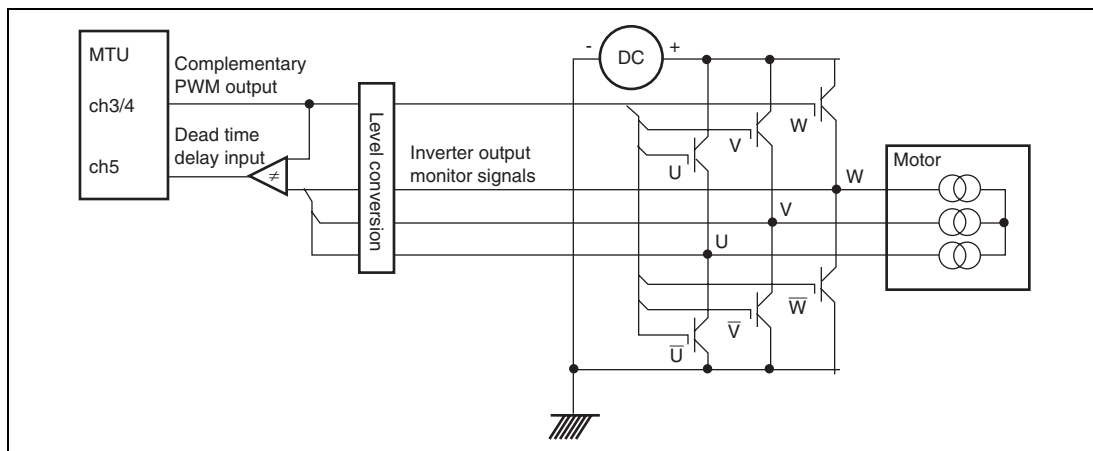 MTU
ch3/4
ch5
Complementary
PWM output
Dead time
delay input
≠
Level conversion
Inverter output
monitor signals
- DC +
W
V
U
W
V
U
W̅
V̅
U̅
Motor